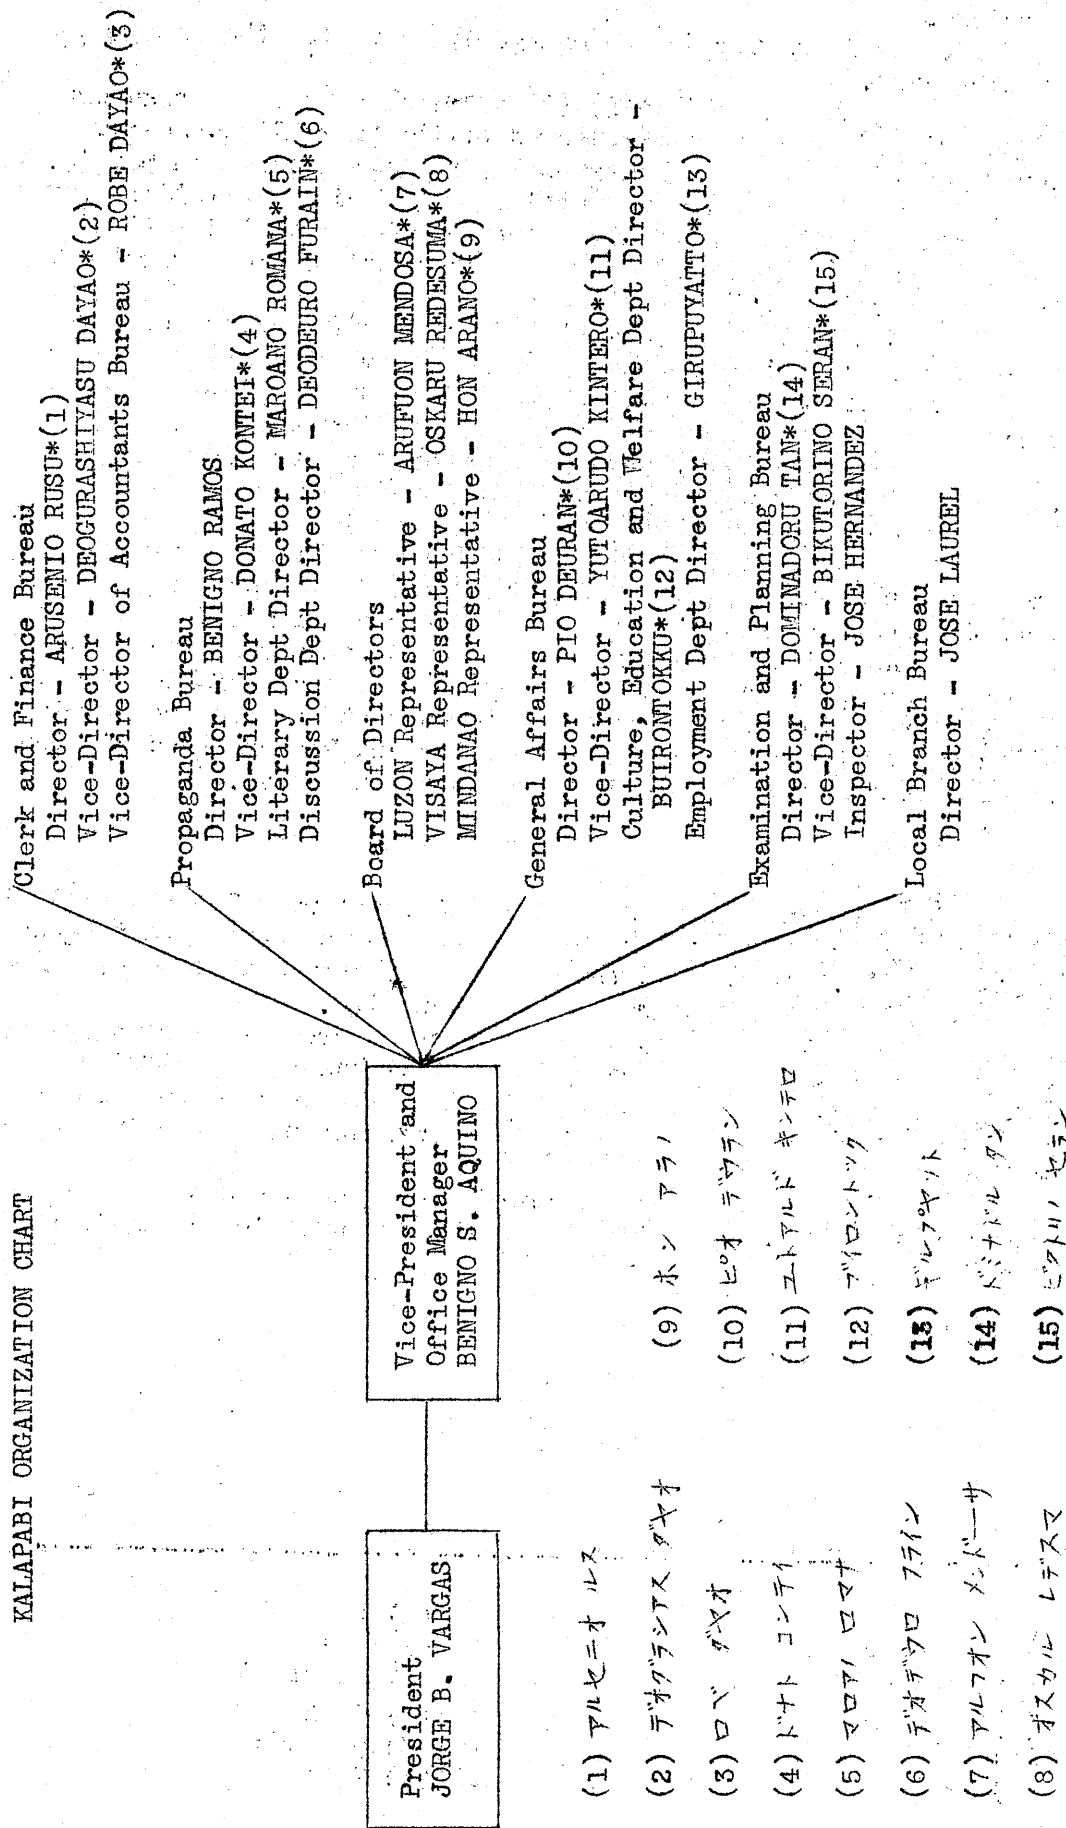 KALAPABI ORGANIZATION CHART
President
JORGE B. VARGAS
Vice-President and
Office Manager
BENIGNO S. AQUINO
Clerk and Finance Bureau
Director - ARUSENIO RUSU*(1)
Vice-Director - DEOGURASHIYASU DAYAO*(2)
Vice-Director of Accountants Bureau - ROBE DAYAO*(3)
Propaganda Bureau
Director - BENIGNO RAMOS
Vice-Director - DONATO KONTEI*(4)
Literary Dept Director - MAROANO ROMANA*(5)
Discussion Dept Director - DEODEURO FURAIN*(6)
Board of Directors
LUZON Representative - ARUFUON MENDOSA*(7)
VISAYA Representative - OSKARU REDESUMA*(8)
MINDANAO Representative - HON ARANO*(9)
General Affairs Bureau
Director - PIO DEURAN*(10)
Vice-Director - YUTOARUDO KINTERO*(11)
Culture, Education and Welfare Dept Director -
BUIRONTOKKU*(12)
Employment Dept Director - GIRUPUYATTO*(13)
Examination and Planning Bureau
Director - DOMINADORU TAN*(14)
Vice-Director - BIKUTORINO SERAN*(15)
Inspector - JOSE HERNANDEZ
Local Branch Bureau
Director - JOSE LAUREL
(1) アルセニオ ルス
(2) デオグラシアス ダヤオ
(3) ロベ ダヤオ
(4) ドナト コンテイ
(5) マロアノ ロマナ
(6) デオデウロ フライン
(7) アルフオン メンドーサ
(8) オスカル レデスマ
(9) ホン アラノ
(10) ピオ デウラン
(11) ユトアルド キンテロ
(12) ブイロントツク
(13) ギルプヤツト
(14) ドミナドル タン
(15) ビクトリノ セラン